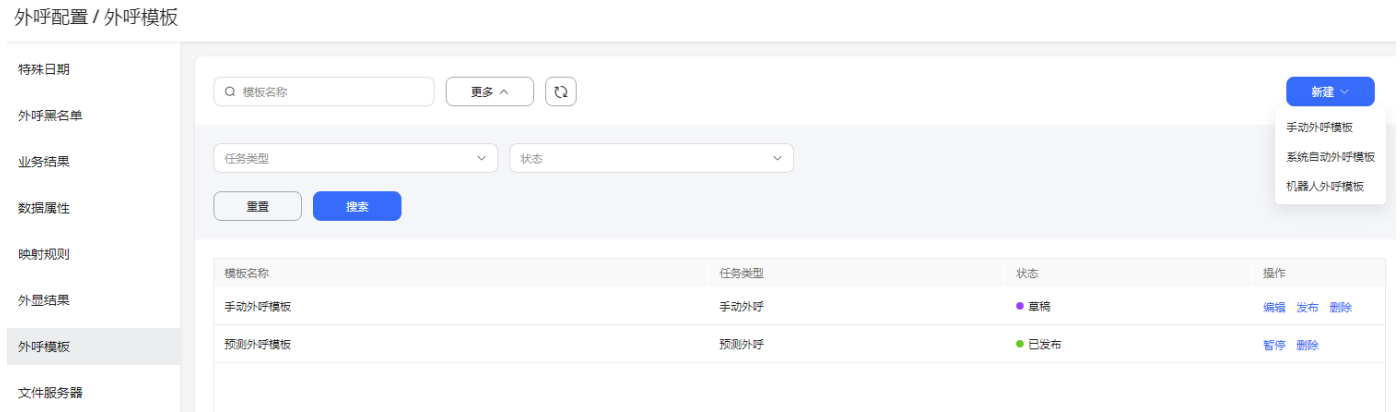 外呼配置 / 外呼模板
特殊日期
外呼黑名单
业务结果
数据属性
映射规则
外显结果
外呼模板
文件服务器
模板名称 更多 新建
手动外呼模板
系统自动外呼模板
机器人外呼模板
任务类型 状态
重置 搜索
模板名称 任务类型 状态 操作
手动外呼模板 手动外呼 草稿 编辑 发布 删除
预测外呼模板 预测外呼 已发布 暂停 删除